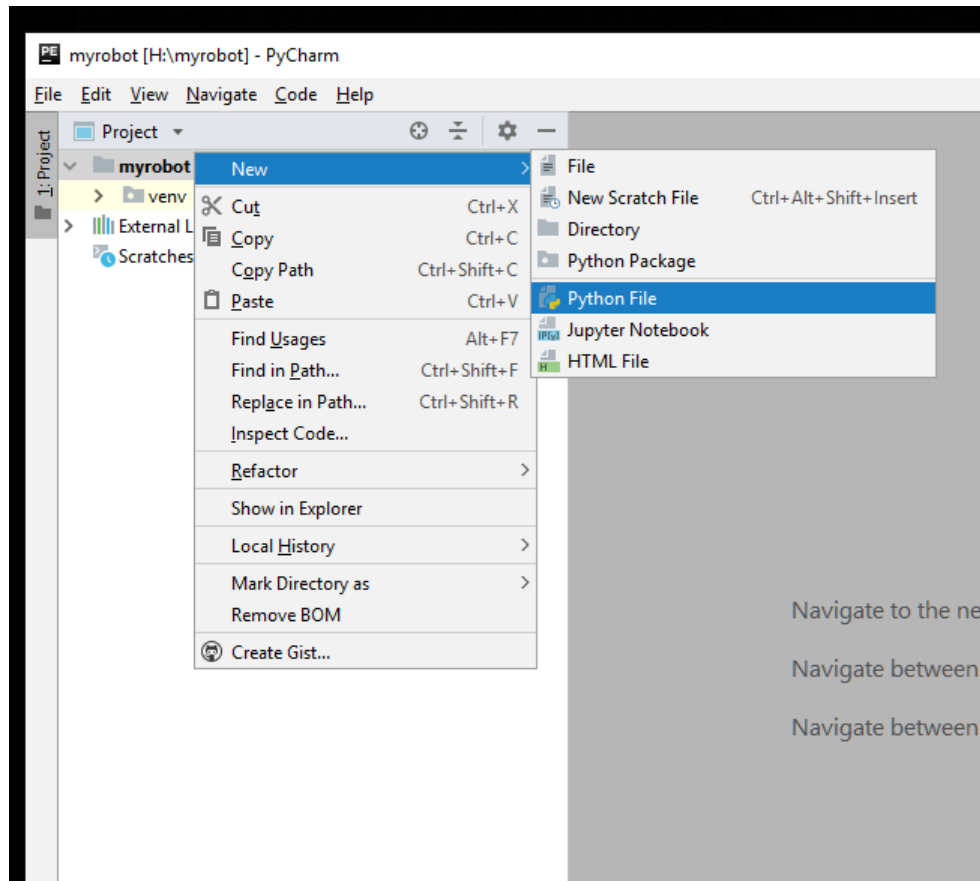 PE myrobot [H:\myrobot] - PyCharm
File Edit View Navigate Code Help
1: Project
Project
myrobot
venv
External L
Scratches
New
Cut Ctrl+X
Copy Ctrl+C
Copy Path Ctrl+Shift+C
Paste Ctrl+V
Find Usages Alt+F7
Find in Path... Ctrl+Shift+F
Replace in Path... Ctrl+Shift+R
Inspect Code...
Refactor
Show in Explorer
Local History
Mark Directory as
Remove BOM
Create Gist...
File
New Scratch File Ctrl+Alt+Shift+Insert
Directory
Python Package
Python File
IP[y] Jupyter Notebook
H HTML File
Navigate to the ne
Navigate between
Navigate between